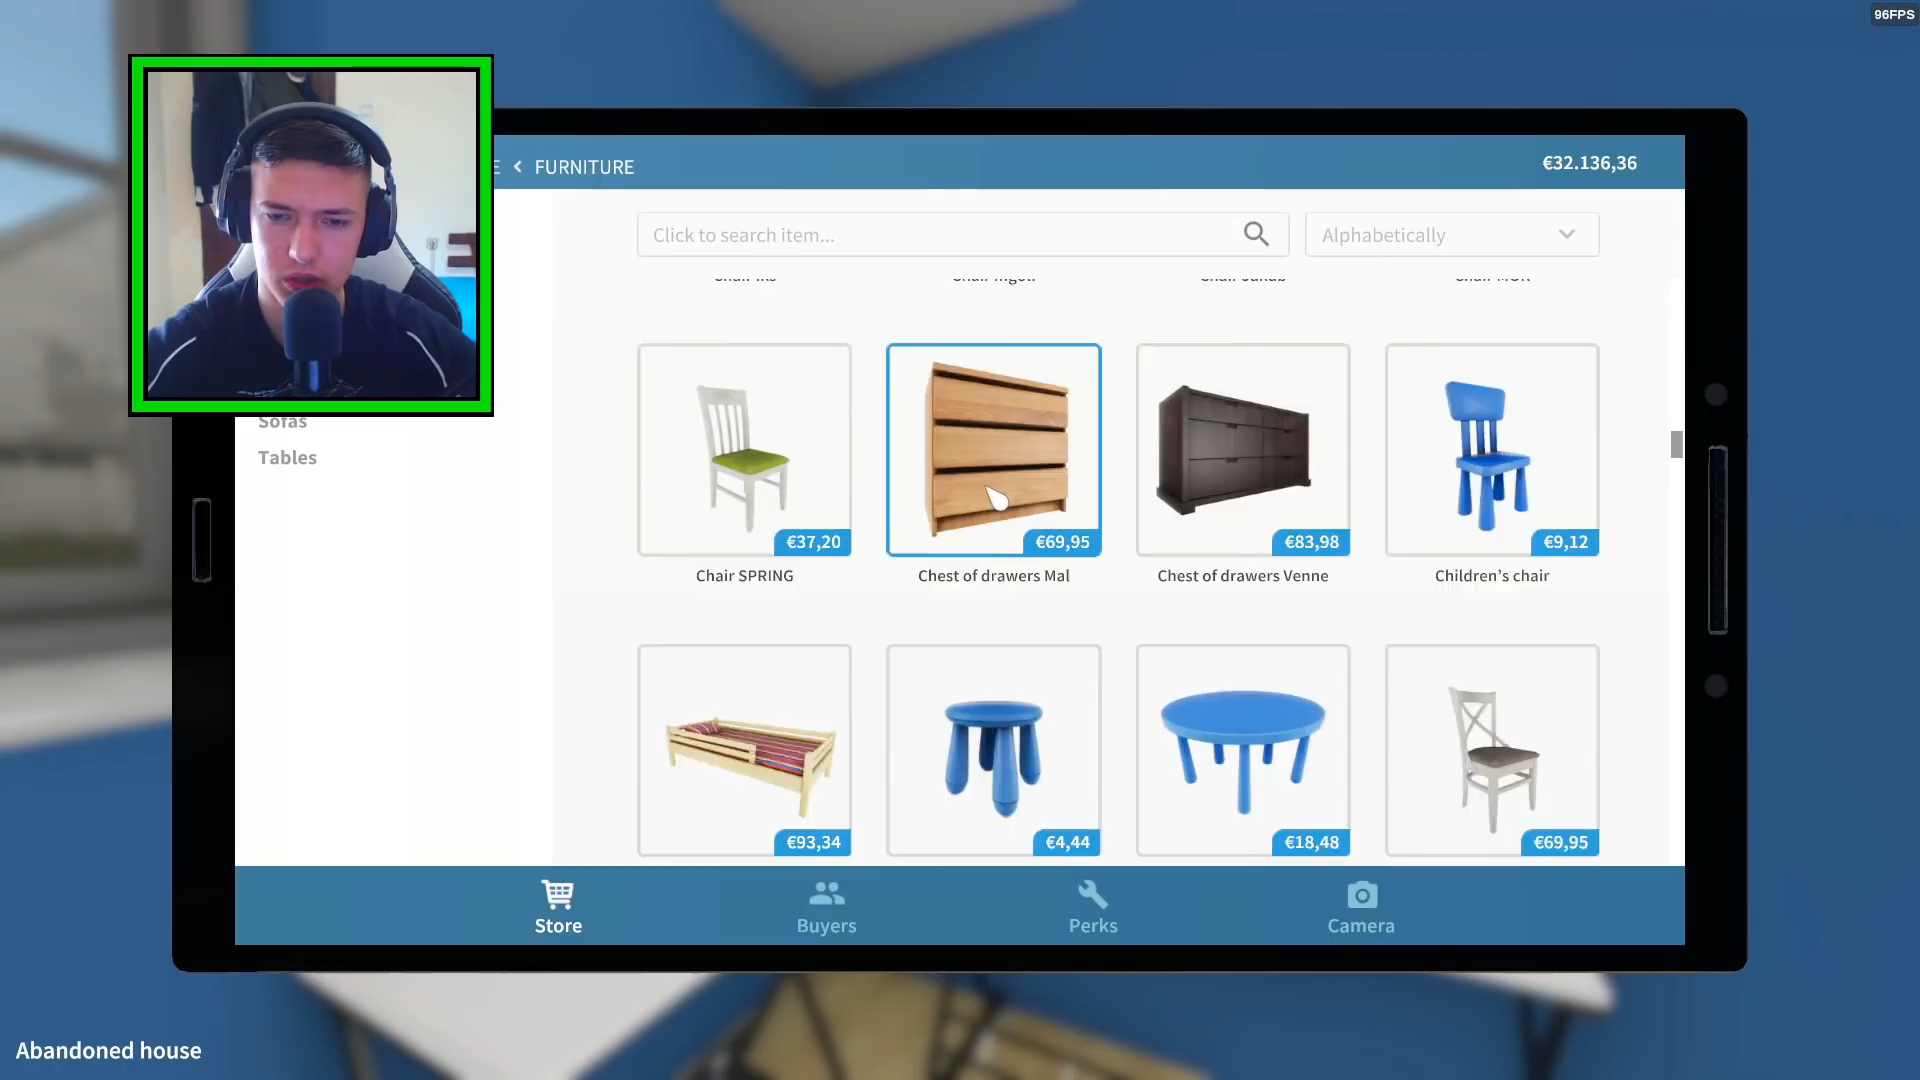 96FPS
E < FURNITURE
€32.136,36
Click to search item...
Alphabetically
Sofas
Tables
€37,20
€69,95
€83,98
€9,12
Chair SPRING
Chest of drawers Mal
Chest of drawers Venne
Children's chair
€93,34
€4,44
€18,48
€69,95
Store
Buyers
Perks
Camera
Abandoned house